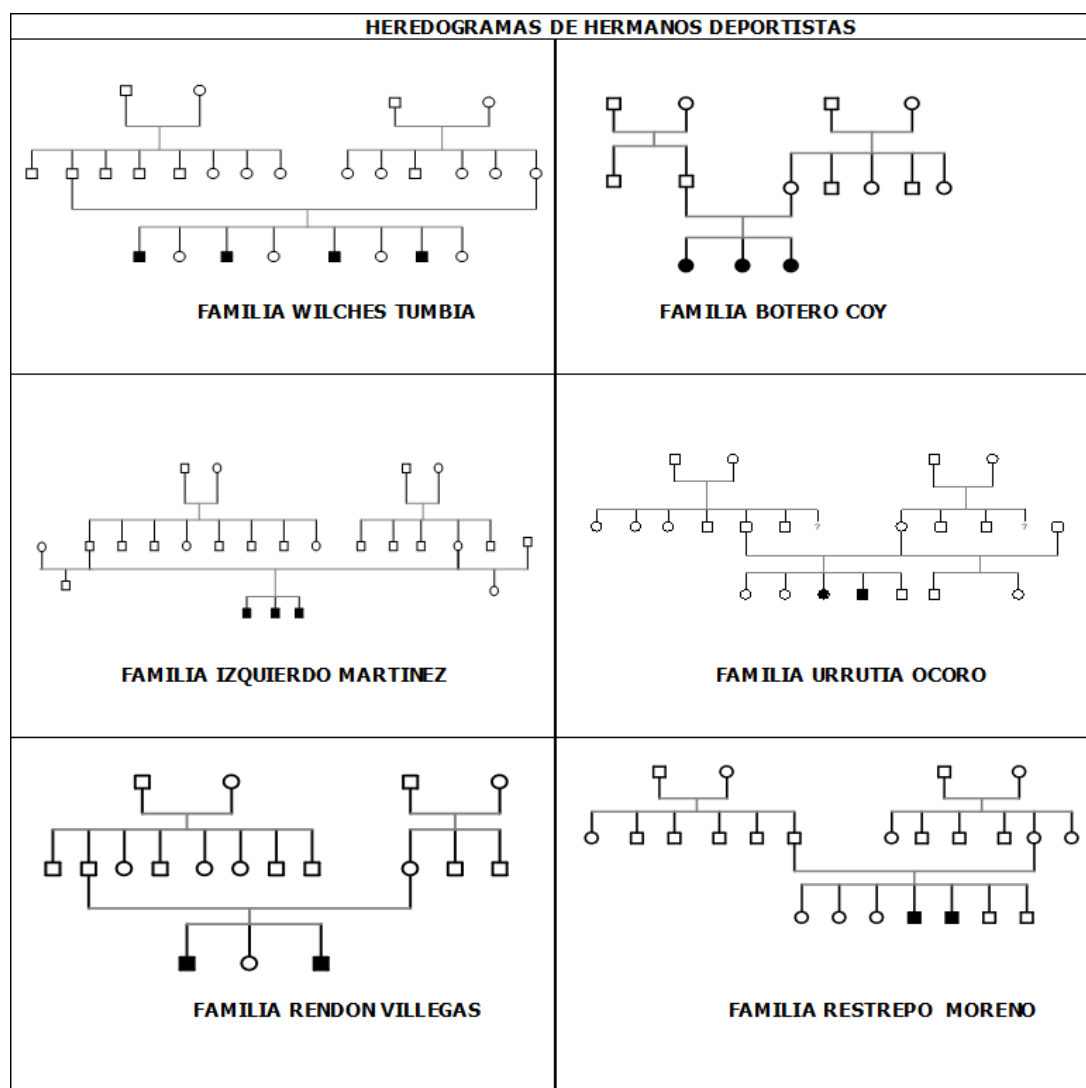 HEREDOGRAMAS DE HERMANOS DEPORTISTAS
FAMILIA WILCHES TUMBIA
FAMILIA BOTERO COY
? ?
FAMILIA IZQUIERDO MARTINEZ
FAMILIA URRUTIA OCORO
FAMILIA RENDON VILLEGAS
FAMILIA RESTREPO MORENO